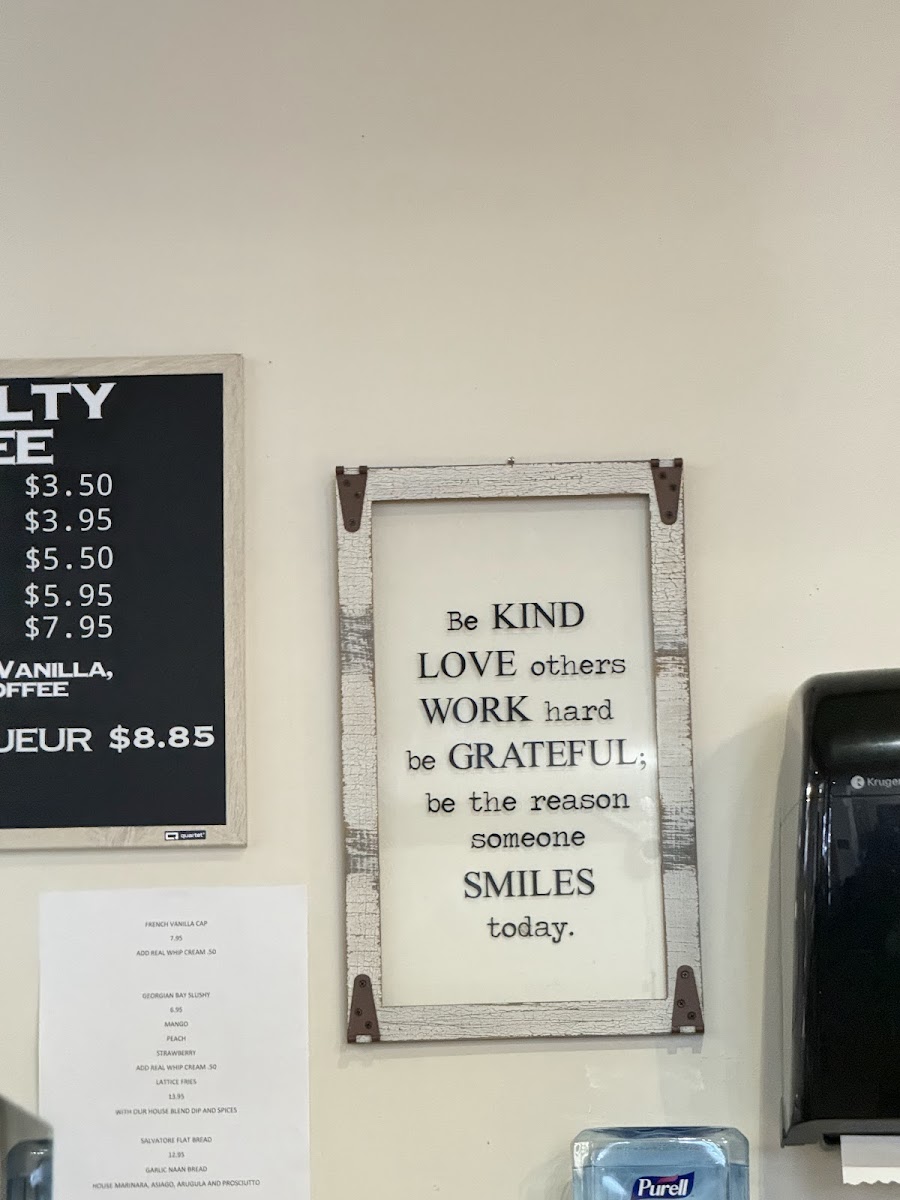 LTY
EE
$3.50
$3.95
$5.50
$5.95
$7.95
VANILLA,
OFFEE
UEUR $8.85
quartet
FRENCH VANILLA CAP
7.95
ADD REAL WHIP CREAM .50
GEORGIAN BAY SLUSHY
6.95
MANGO
PEACH
STRAWBERRY
ADD REAL WHIP CREAM .50
LATTICE FRIES
13.95
WITH OUR HOUSE BLEND DIP AND SPICES
SALVATORE FLAT BREAD
12.95
GARLIC NAAN BREAD
HOUSE MARINARA, ASIAGO, ARUGULA AND PROSCIUTTO
Be KIND
LOVE others
WORK hard
be GRATEFUL;
be the reason
someone
SMILES
today.
Kruger
Purell